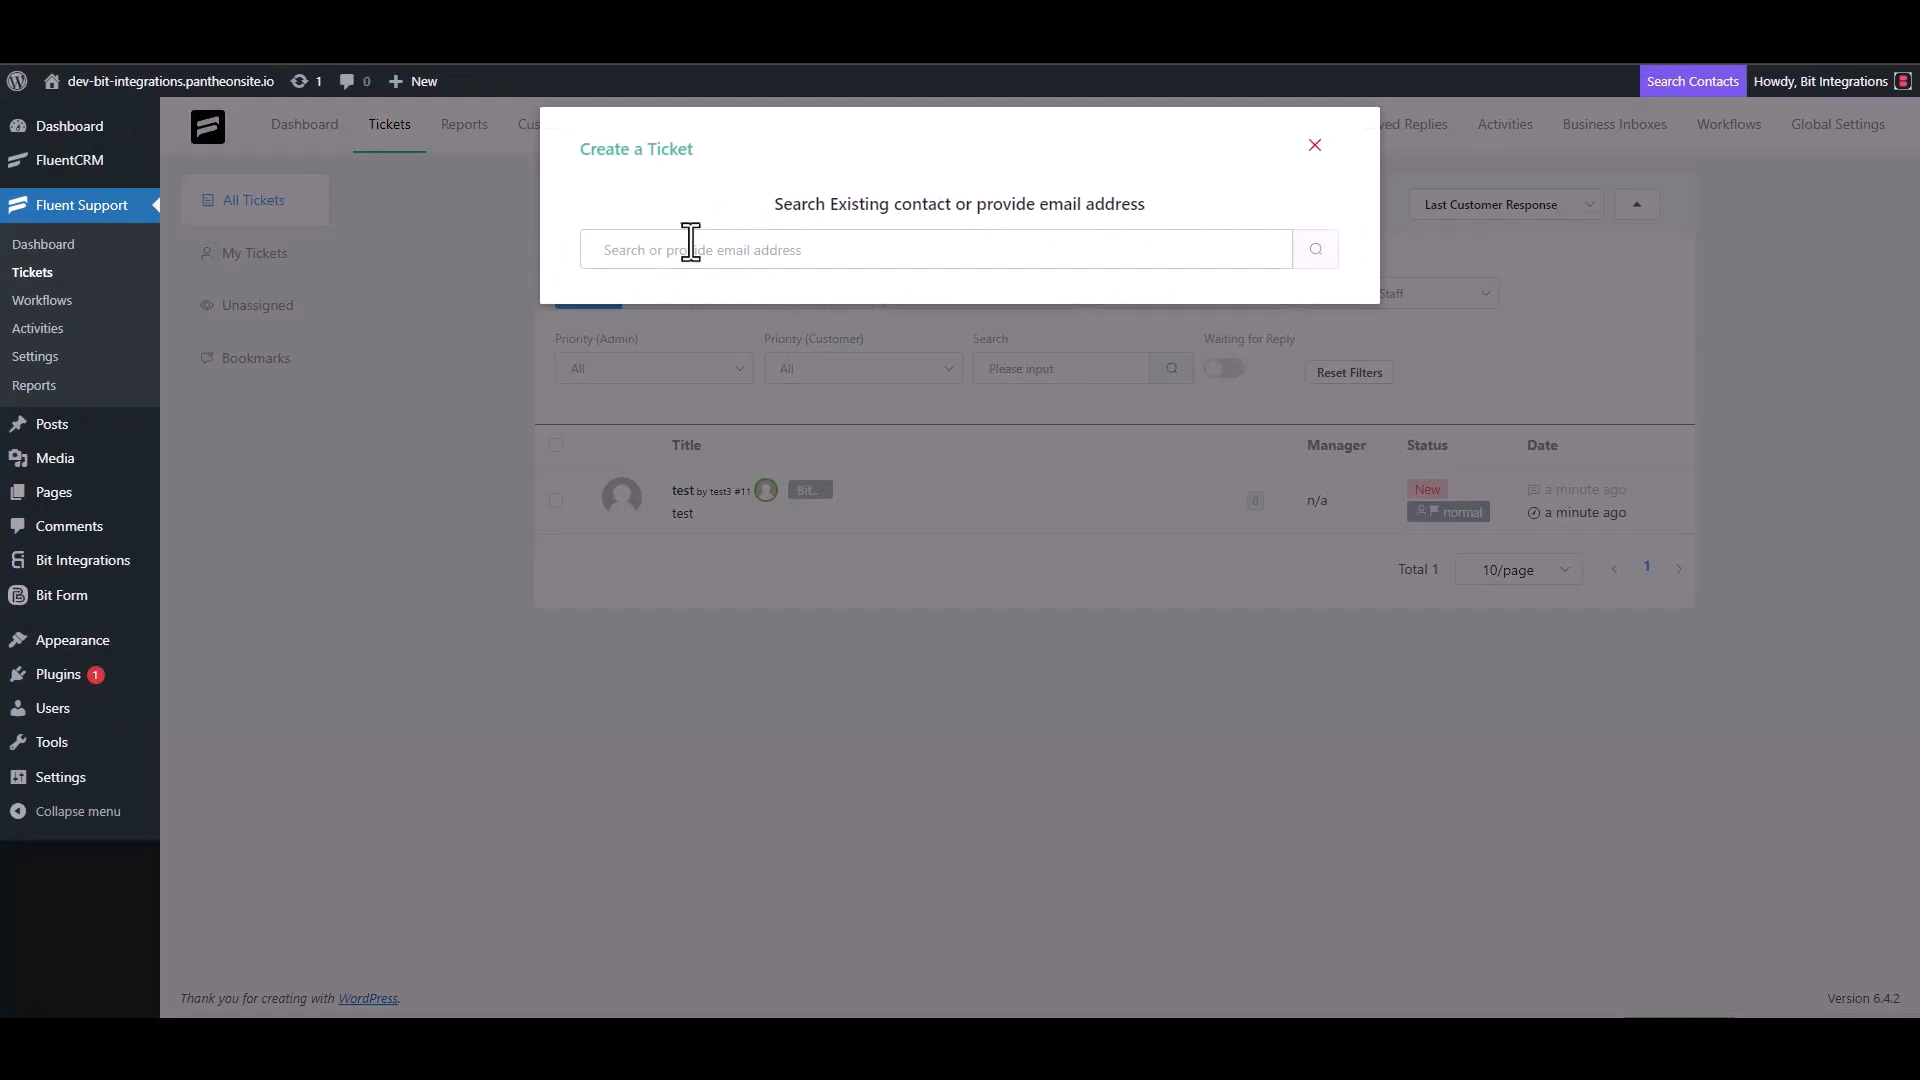 dev-bit-integrations.pantheonsite.io 1 0 New Search Contacts Howdy, Bit Integrations
Dashboard
FluentCRM
Fluent Support
Dashboard
Tickets
Workflows
Activities
Settings
Reports
Posts
Media
Pages
Comments
Bit Integrations
Bit Form
Appearance
Plugins 1
Users
Tools
Settings
Collapse menu
Dashboard Tickets Reports Cus ved Replies Activities Business Inboxes Workflows Global Settings
All Tickets
My Tickets
Unassigned
Bookmarks
Create a Ticket
Search Existing contact or provide email address
Search or provide email address
Last Customer Response
Staff
Priority (Admin) Priority (Customer) Search Waiting for Reply
All All Please input Reset Filters
Title Manager Status Date
test by test3 #11 Bit.. 0 n/a New a minute ago
test normal a minute ago
Total 1 10/page 1
Thank you for creating with WordPress. Version 6.4.2